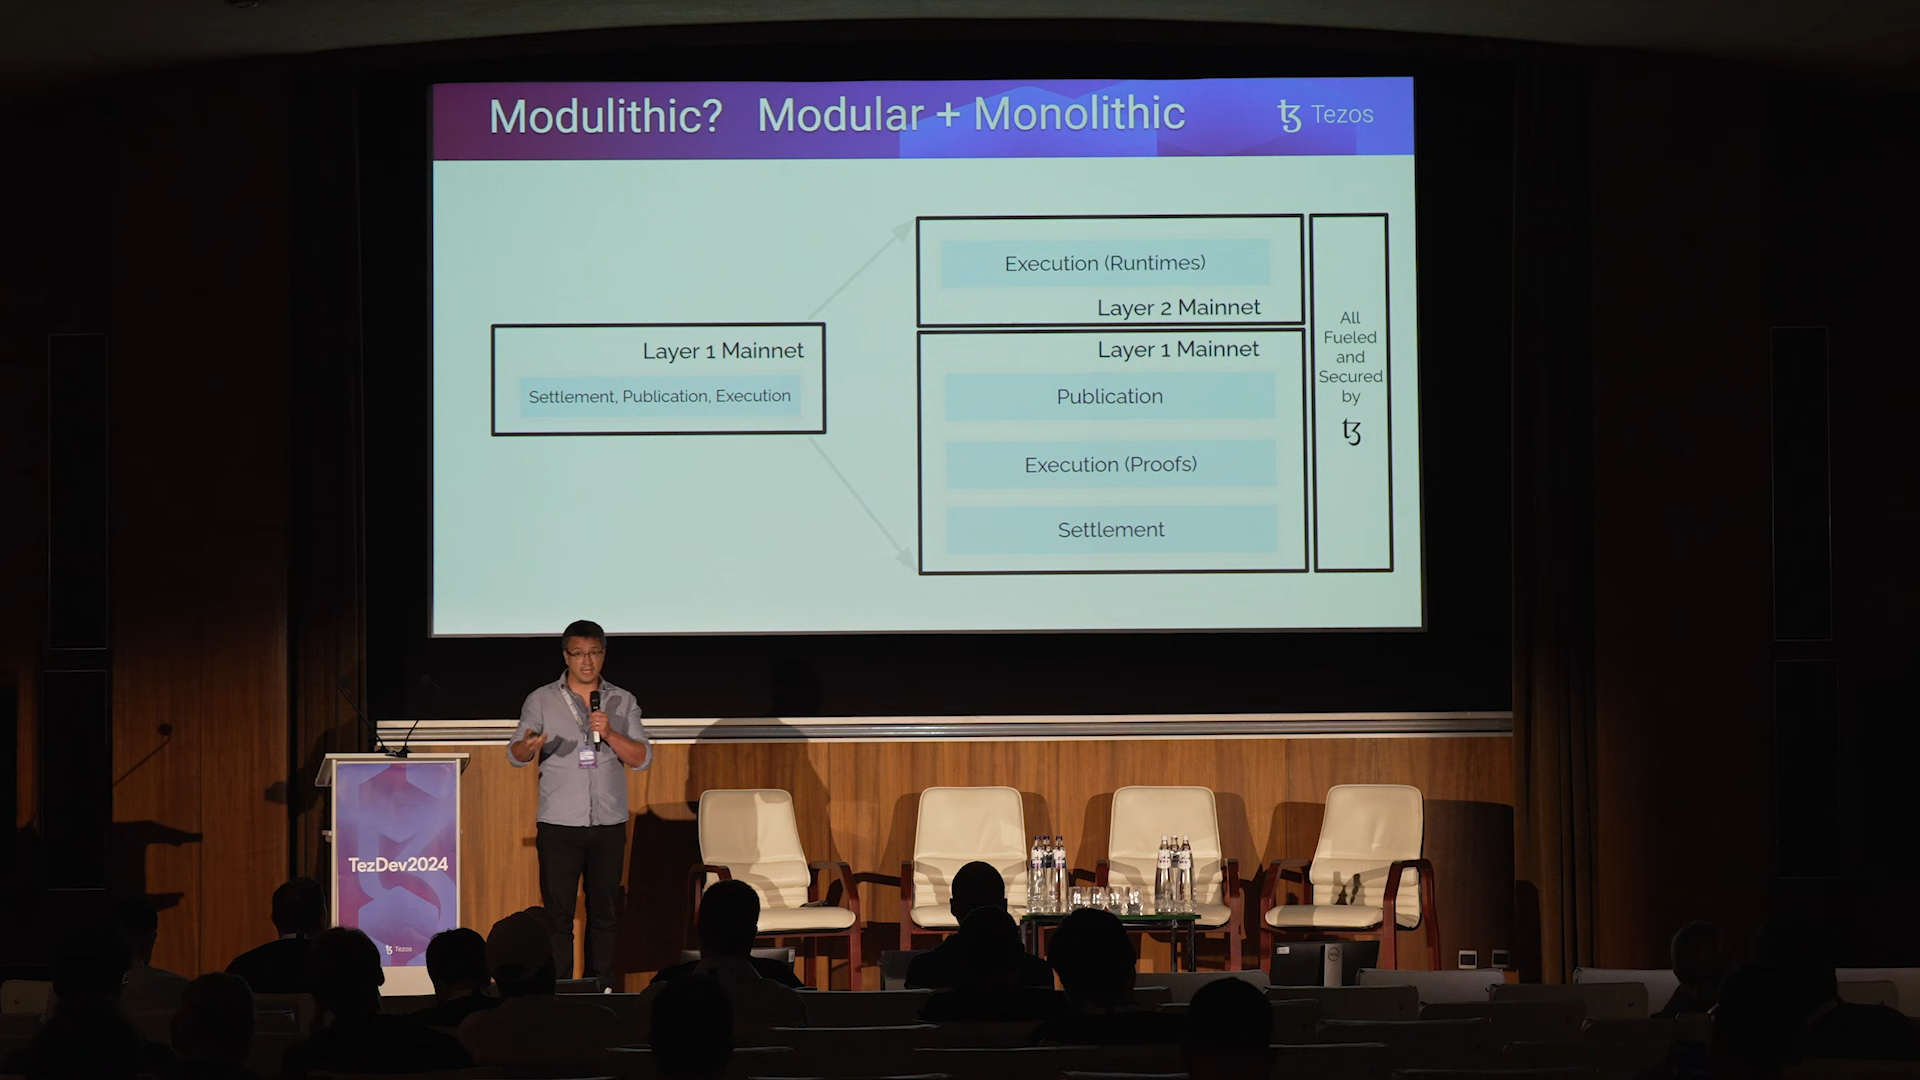 Modulithic? Modular + Monolithic
Tezos
Layer 1 Mainnet
Settlement, Publication, Execution
Execution (Runtimes)
Layer 2 Mainnet
Layer 1 Mainnet
Publication
Execution (Proofs)
Settlement
All
Fueled
and
Secured
by
TezDev2024
Tezos